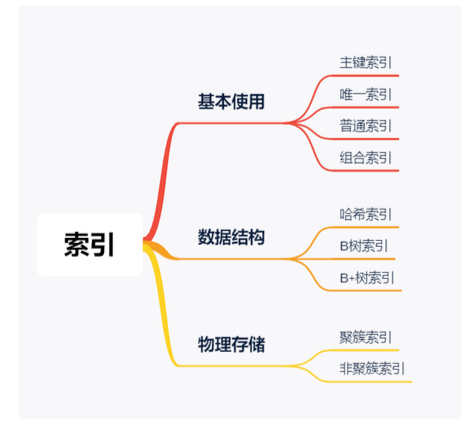 索引
基本使用
主键索引
唯一索引
普通索引
组合索引
数据结构
哈希索引
B树索引
B+树索引
物理存储
聚簇索引
非聚簇索引